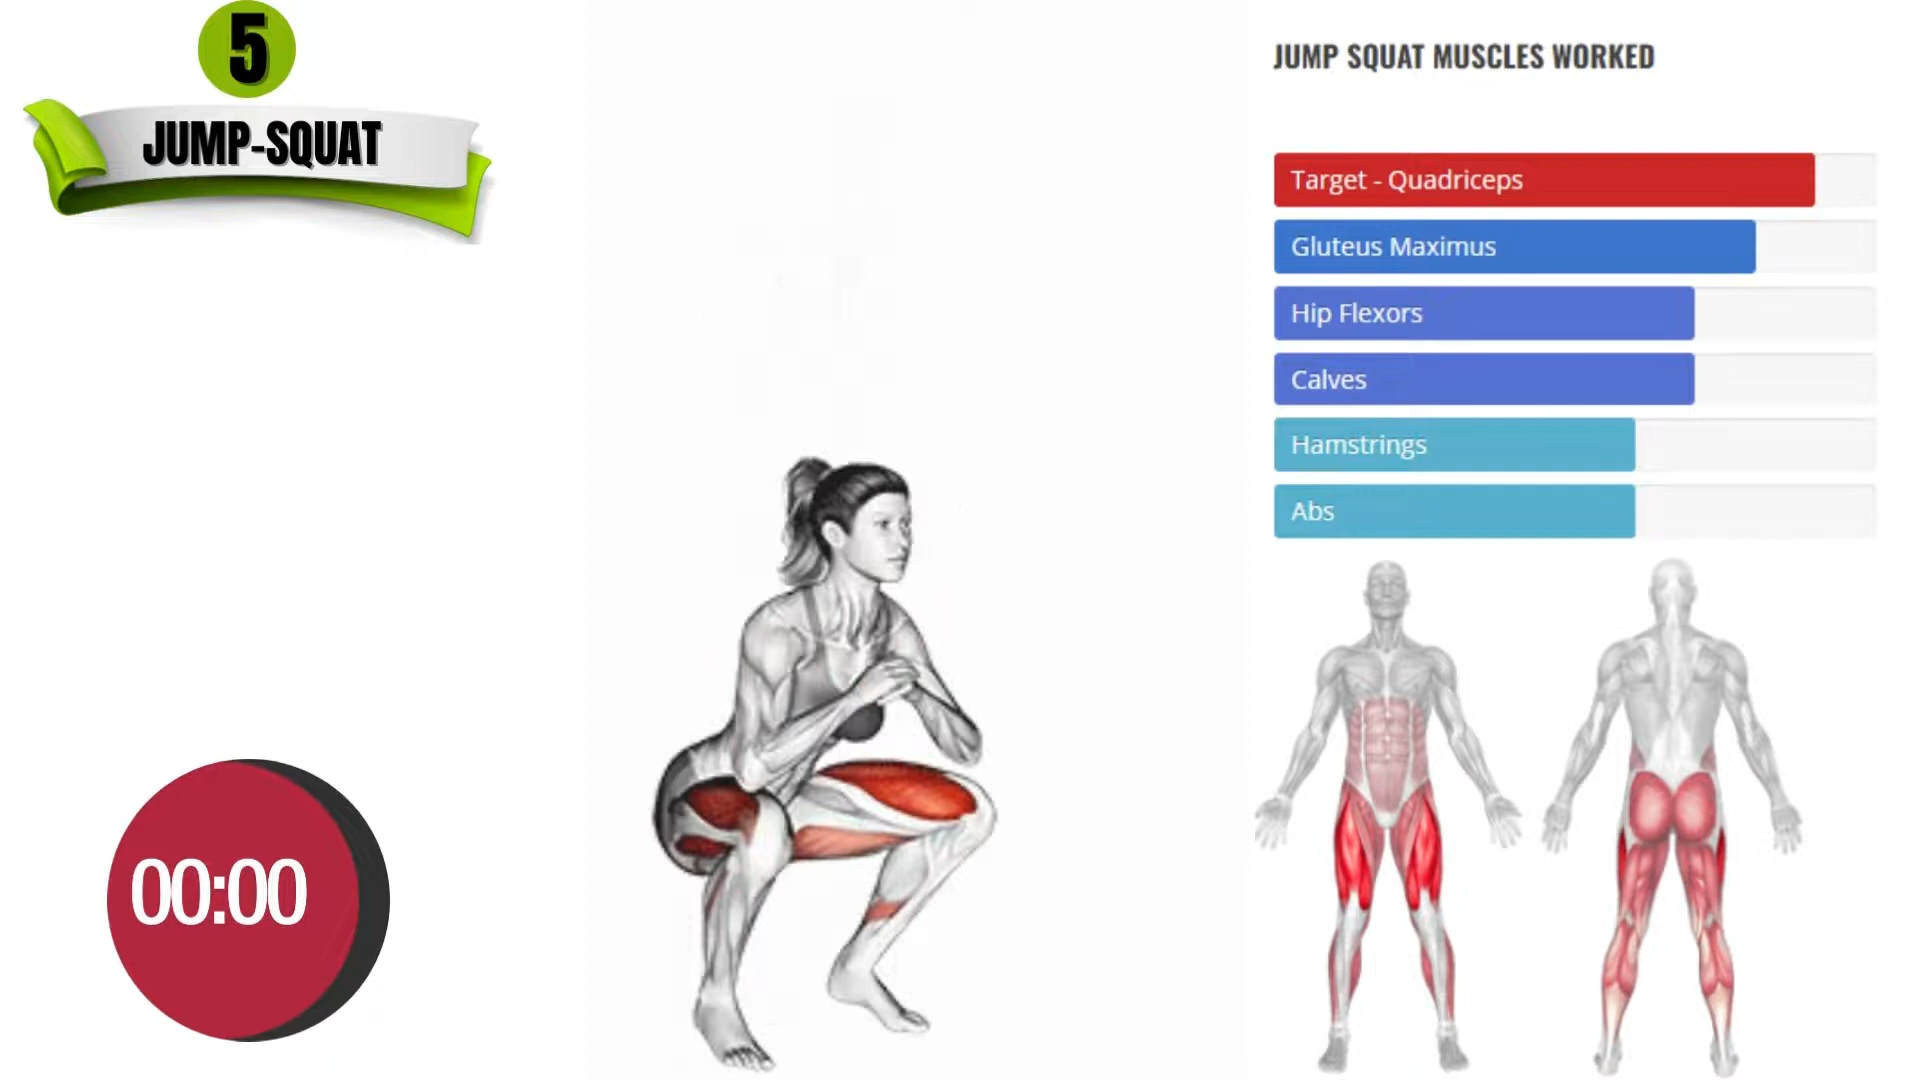 5
JUMP-SQUAT
JUMP SQUAT MUSCLES WORKED
Target - Quadriceps
Gluteus Maximus
Hip Flexors
Calves
Hamstrings
Abs
00:00